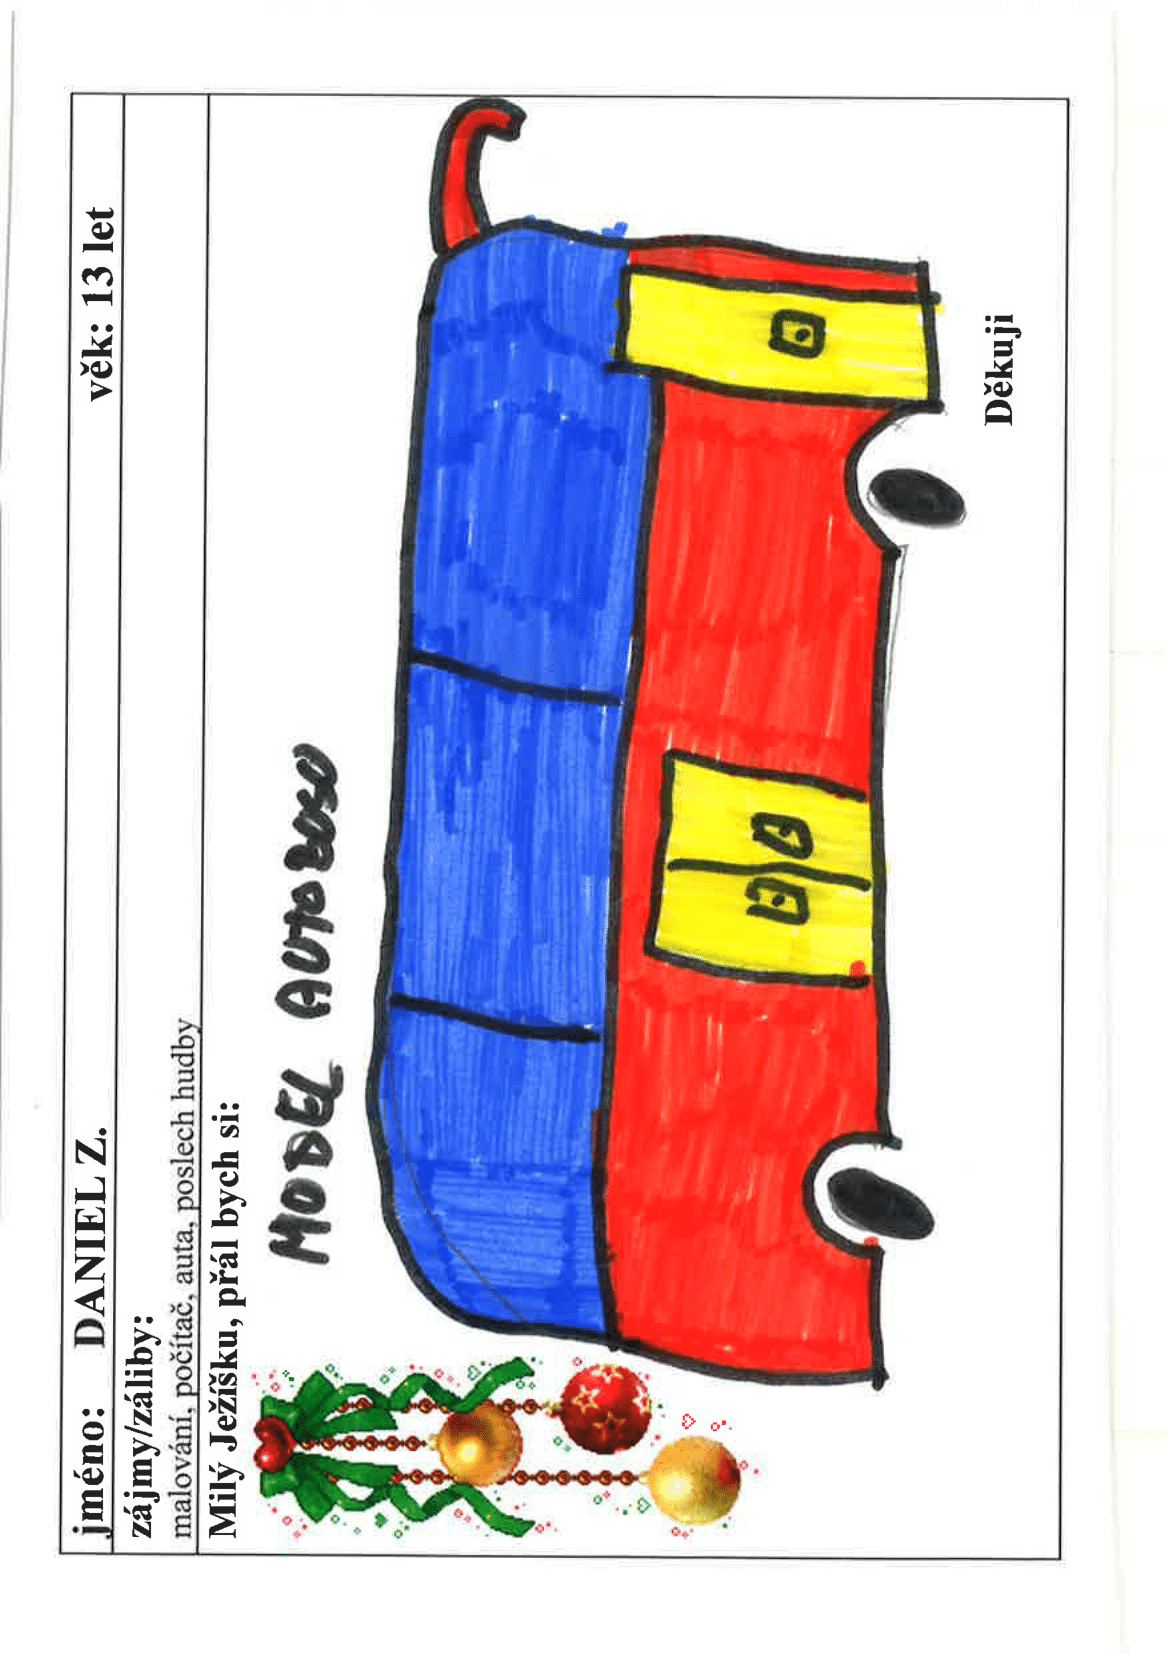 jméno: DANIEL Z. věk: 13 let
zájmy/záliby:
malování, počítač, auta, poslech hudby
Milý Ježíšku, přál bych si:
MODEL AUTOBUSU
Děkuji